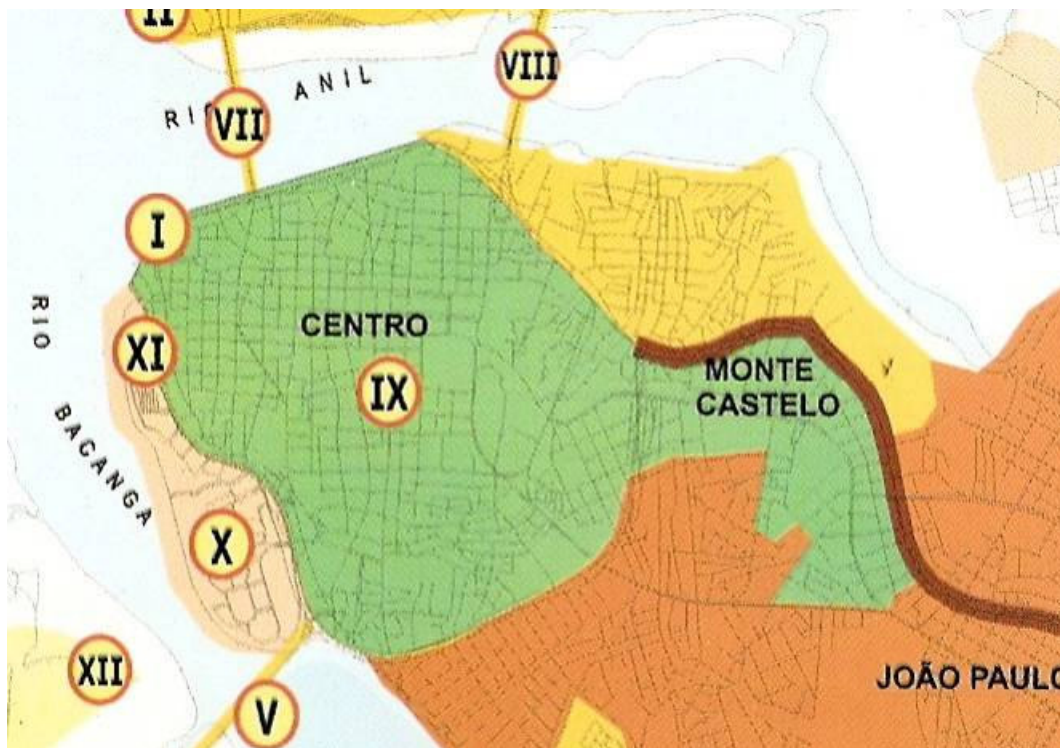 II
VIII
RIO ANIL
VII
I
RIO BACANGA
CENTRO
XI
MONTE
CASTELO
IX
X
XII
JOÃO PAULO
V